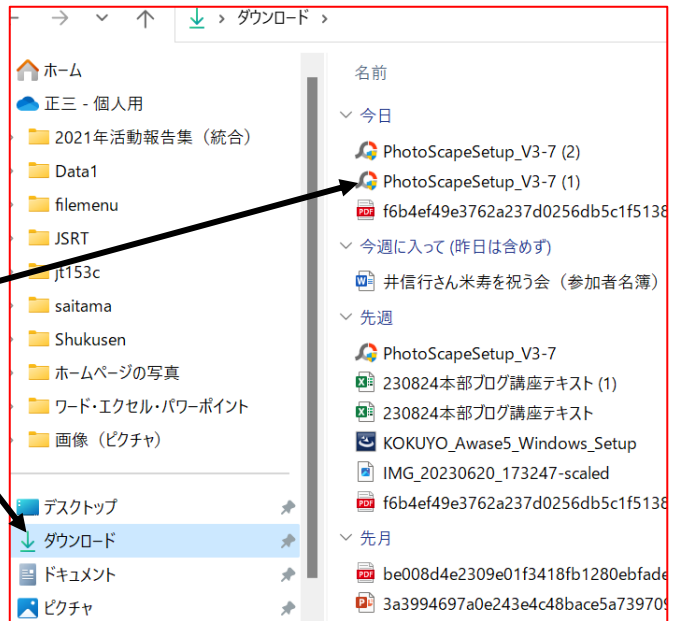 ダウンロード
ホーム
正三 - 個人用
2021年活動報告集（統合）
Data1
filemenu
JSRT
jt153c
saitama
Shukusen
ホームページの写真
ワード・エクセル・パワーポイント
画像（ピクチャ）
デスクトップ
ダウンロード
ドキュメント
ピクチャ
名前
今日
PhotoScapeSetup_V3-7 (2)
PhotoScapeSetup_V3-7 (1)
f6b4ef49e3762a237d0256db5c1f5138
今週に入って (昨日は含めず)
井信行さん米寿を祝う会（参加者名簿）
先週
PhotoScapeSetup_V3-7
230824本部ブログ講座テキスト (1)
230824本部ブログ講座テキスト
KOKUYO_Awase5_Windows_Setup
IMG_20230620_173247-scaled
f6b4ef49e3762a237d0256db5c1f5138
先月
be008d4e2309e01f3418fb1280ebfade
3a3994697a0e243e4c48bace5a739709